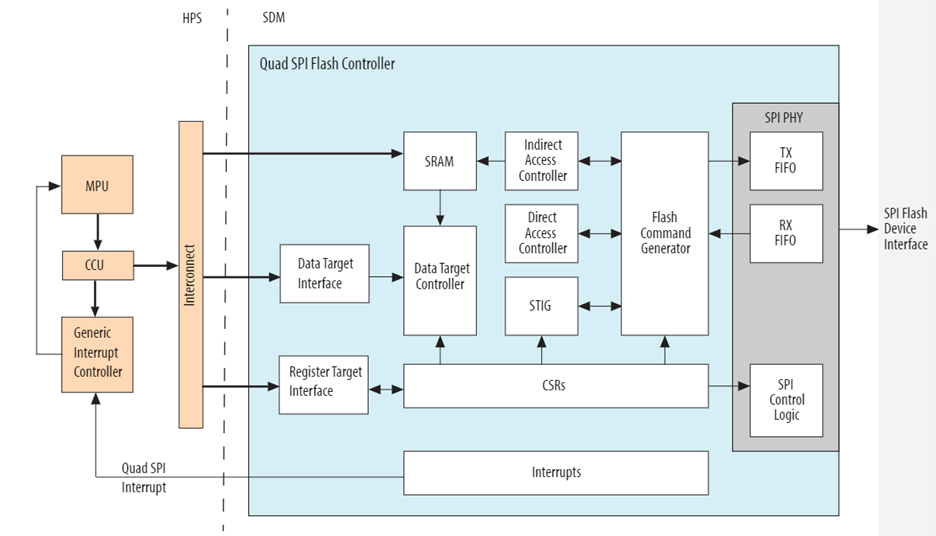 HPS
SDM
Quad SPI Flash Controller
SPI PHY
MPU
CCU
Generic
Interrupt
Controller
Interconnect
SRAM
Indirect
Access
Controller
TX
FIFO
Direct
Access
Controller
Flash
Command
Generator
RX
FIFO
SPI Flash
Device
Interface
Data Target
Interface
Data Target
Controller
STIG
Register Target
Interface
CSRs
SPI
Control
Logic
Quad SPI
Interrupt
Interrupts